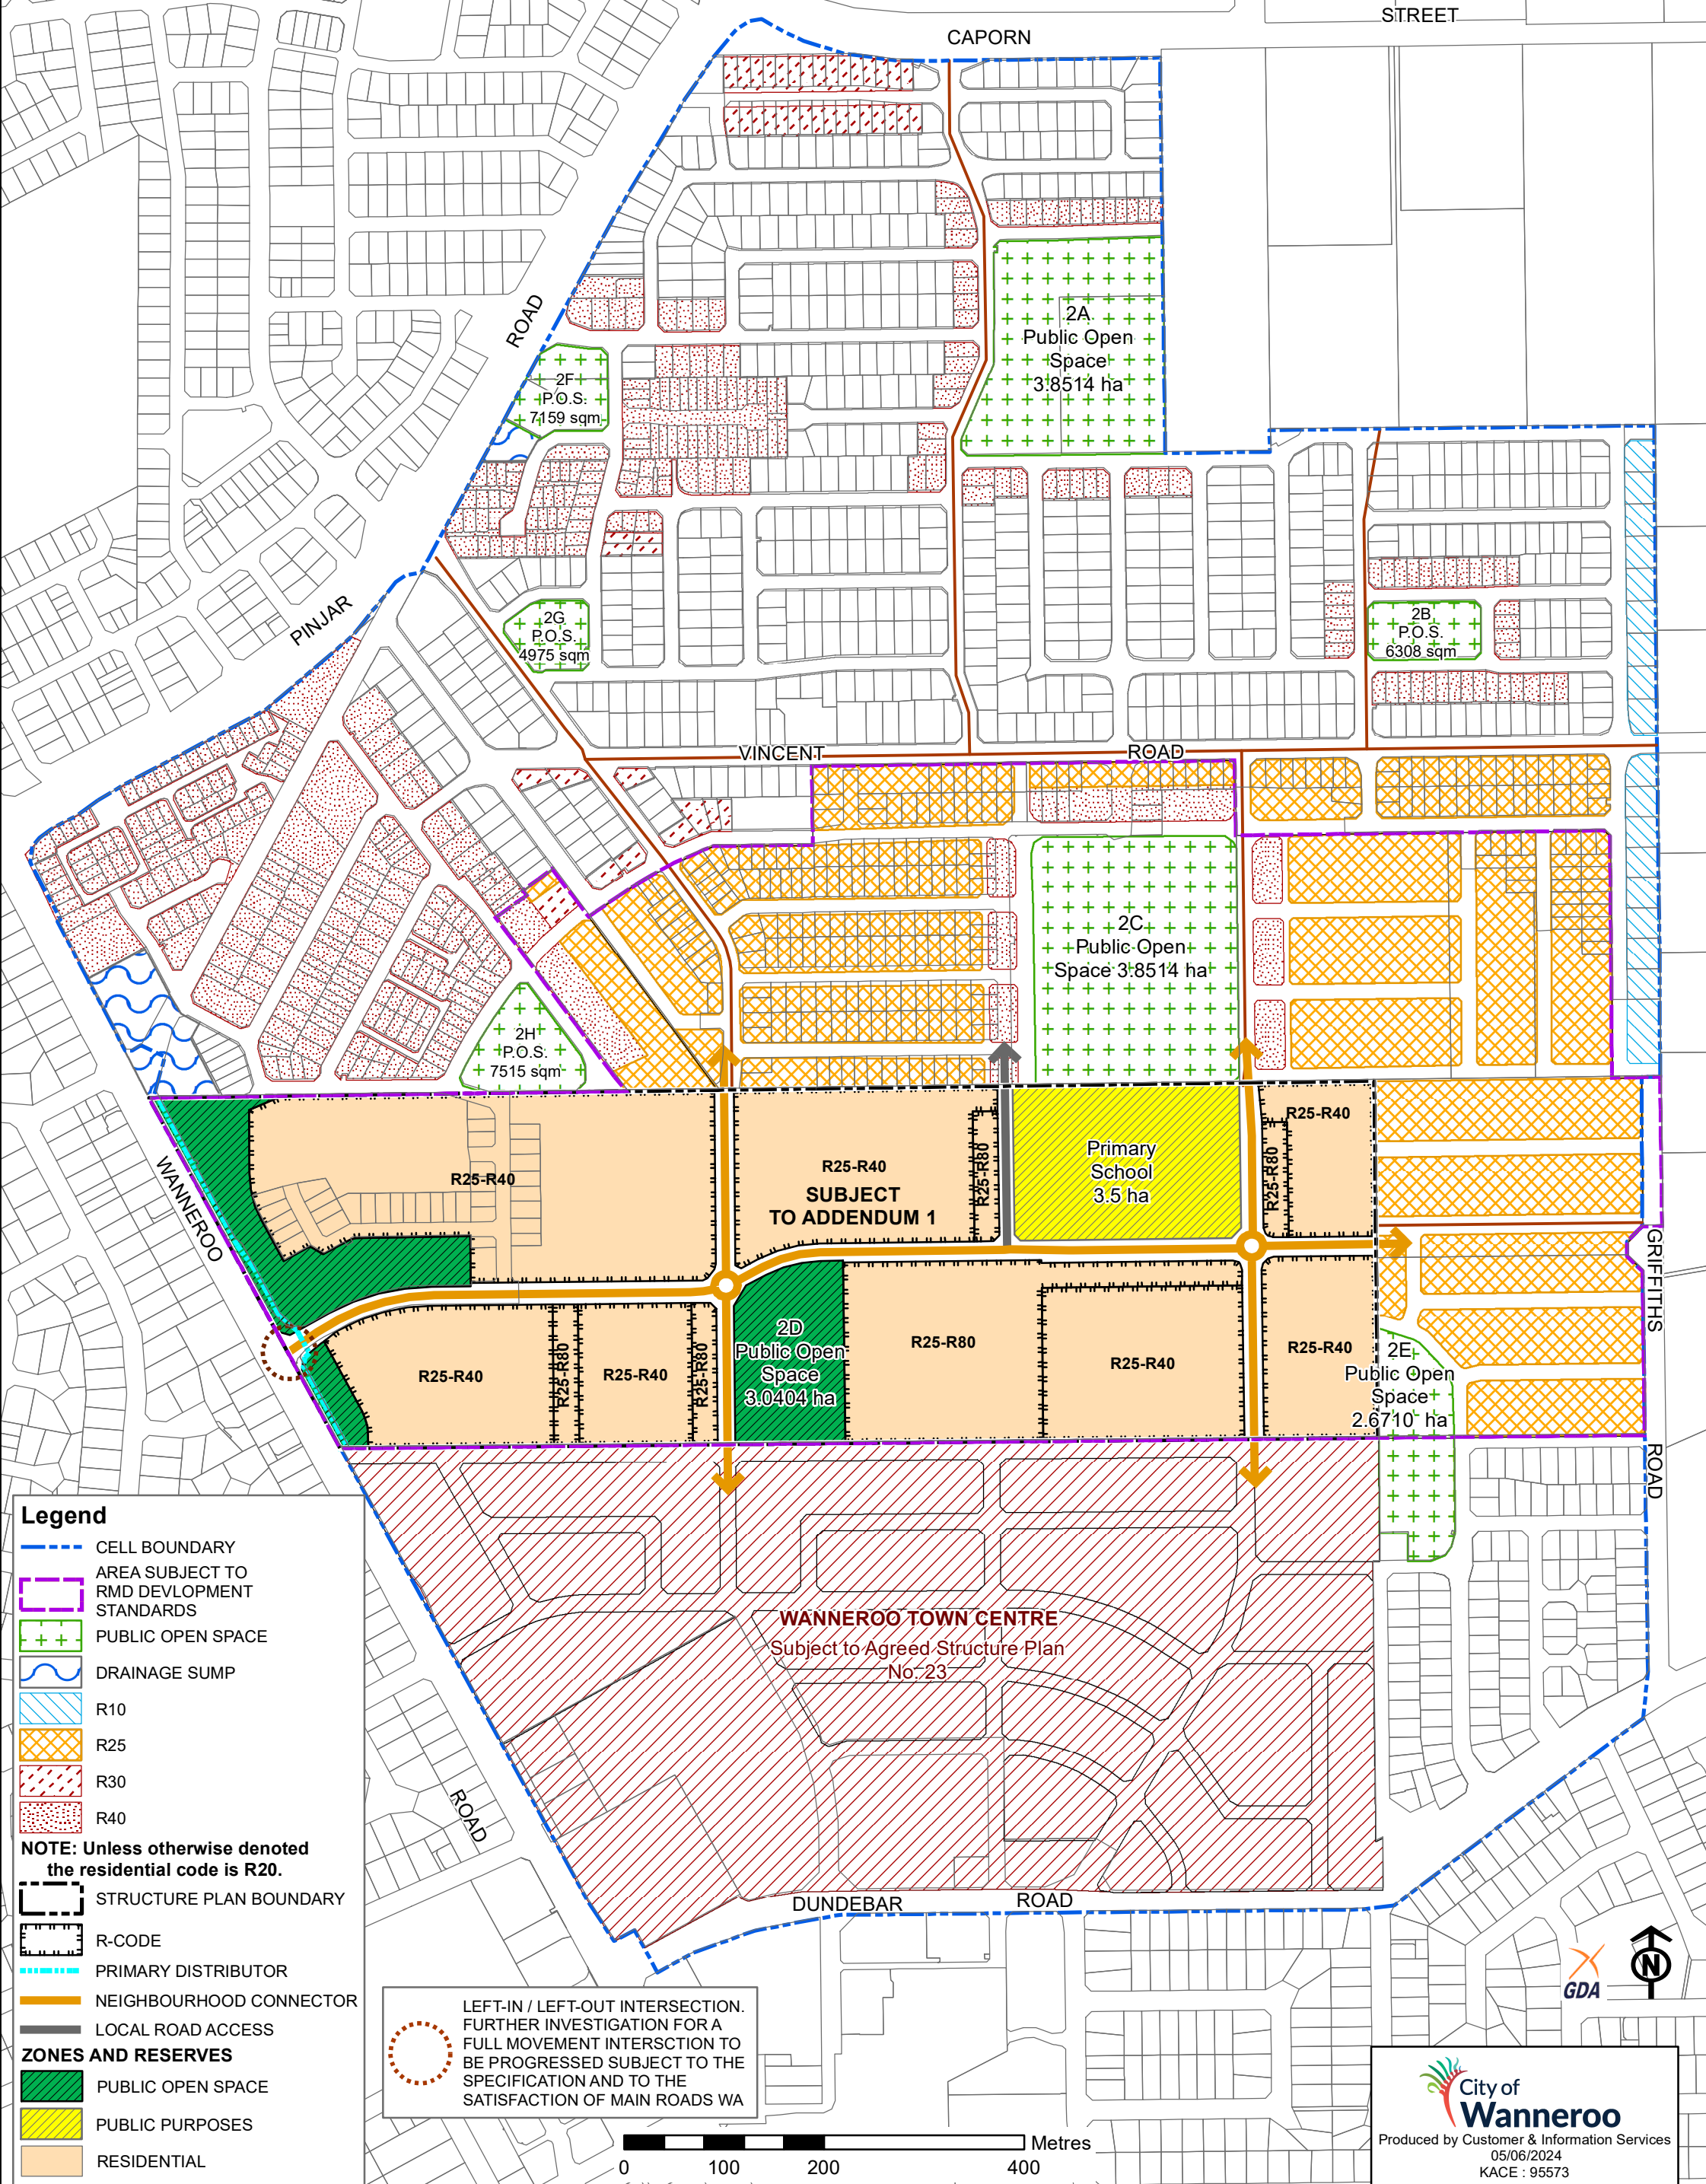 STREET
CAPORN
ROAD
2A
Public Open
Space
3.8514 ha
2F
P.O.S.
7159 sqm
PINJAR
2G
P.O.S.
4975 sqm
2B
P.O.S.
6308 sqm
VINCENT
ROAD
2C
Public Open
Space 3.8514 ha
2H
P.O.S.
7515 sqm
WANNEROO
R25-R40
R25-R40
SUBJECT
TO ADDENDUM 1
R25-R80
Primary
School
3.5 ha
R25-R40
R25-R80
GRIFFITHS
R25-R40
R25-R80
R25-R40
R25-R80
2D
Public Open
Space
3.0404 ha
R25-R80
R25-R40
R25-R40
2E
Public Open
Space
2.6710 ha
ROAD
WANNEROO TOWN CENTRE
Subject to Agreed Structure Plan
No. 23
ROAD
DUNDEBAR
ROAD
Legend
CELL BOUNDARY
AREA SUBJECT TO
RMD DEVLOPMENT
STANDARDS
PUBLIC OPEN SPACE
DRAINAGE SUMP
R10
R25
R30
R40
NOTE: Unless otherwise denoted
the residential code is R20.
STRUCTURE PLAN BOUNDARY
R-CODE
PRIMARY DISTRIBUTOR
NEIGHBOURHOOD CONNECTOR
LOCAL ROAD ACCESS
ZONES AND RESERVES
PUBLIC OPEN SPACE
PUBLIC PURPOSES
RESIDENTIAL
LEFT-IN / LEFT-OUT INTERSECTION.
FURTHER INVESTIGATION FOR A
FULL MOVEMENT INTERSCTION TO
BE PROGRESSED SUBJECT TO THE
SPECIFICATION AND TO THE
SATISFACTION OF MAIN ROADS WA
Metres
0 100 200 400
GDA
N
City of
Wanneroo
Produced by Customer & Information Services
05/06/2024
KACE : 95573